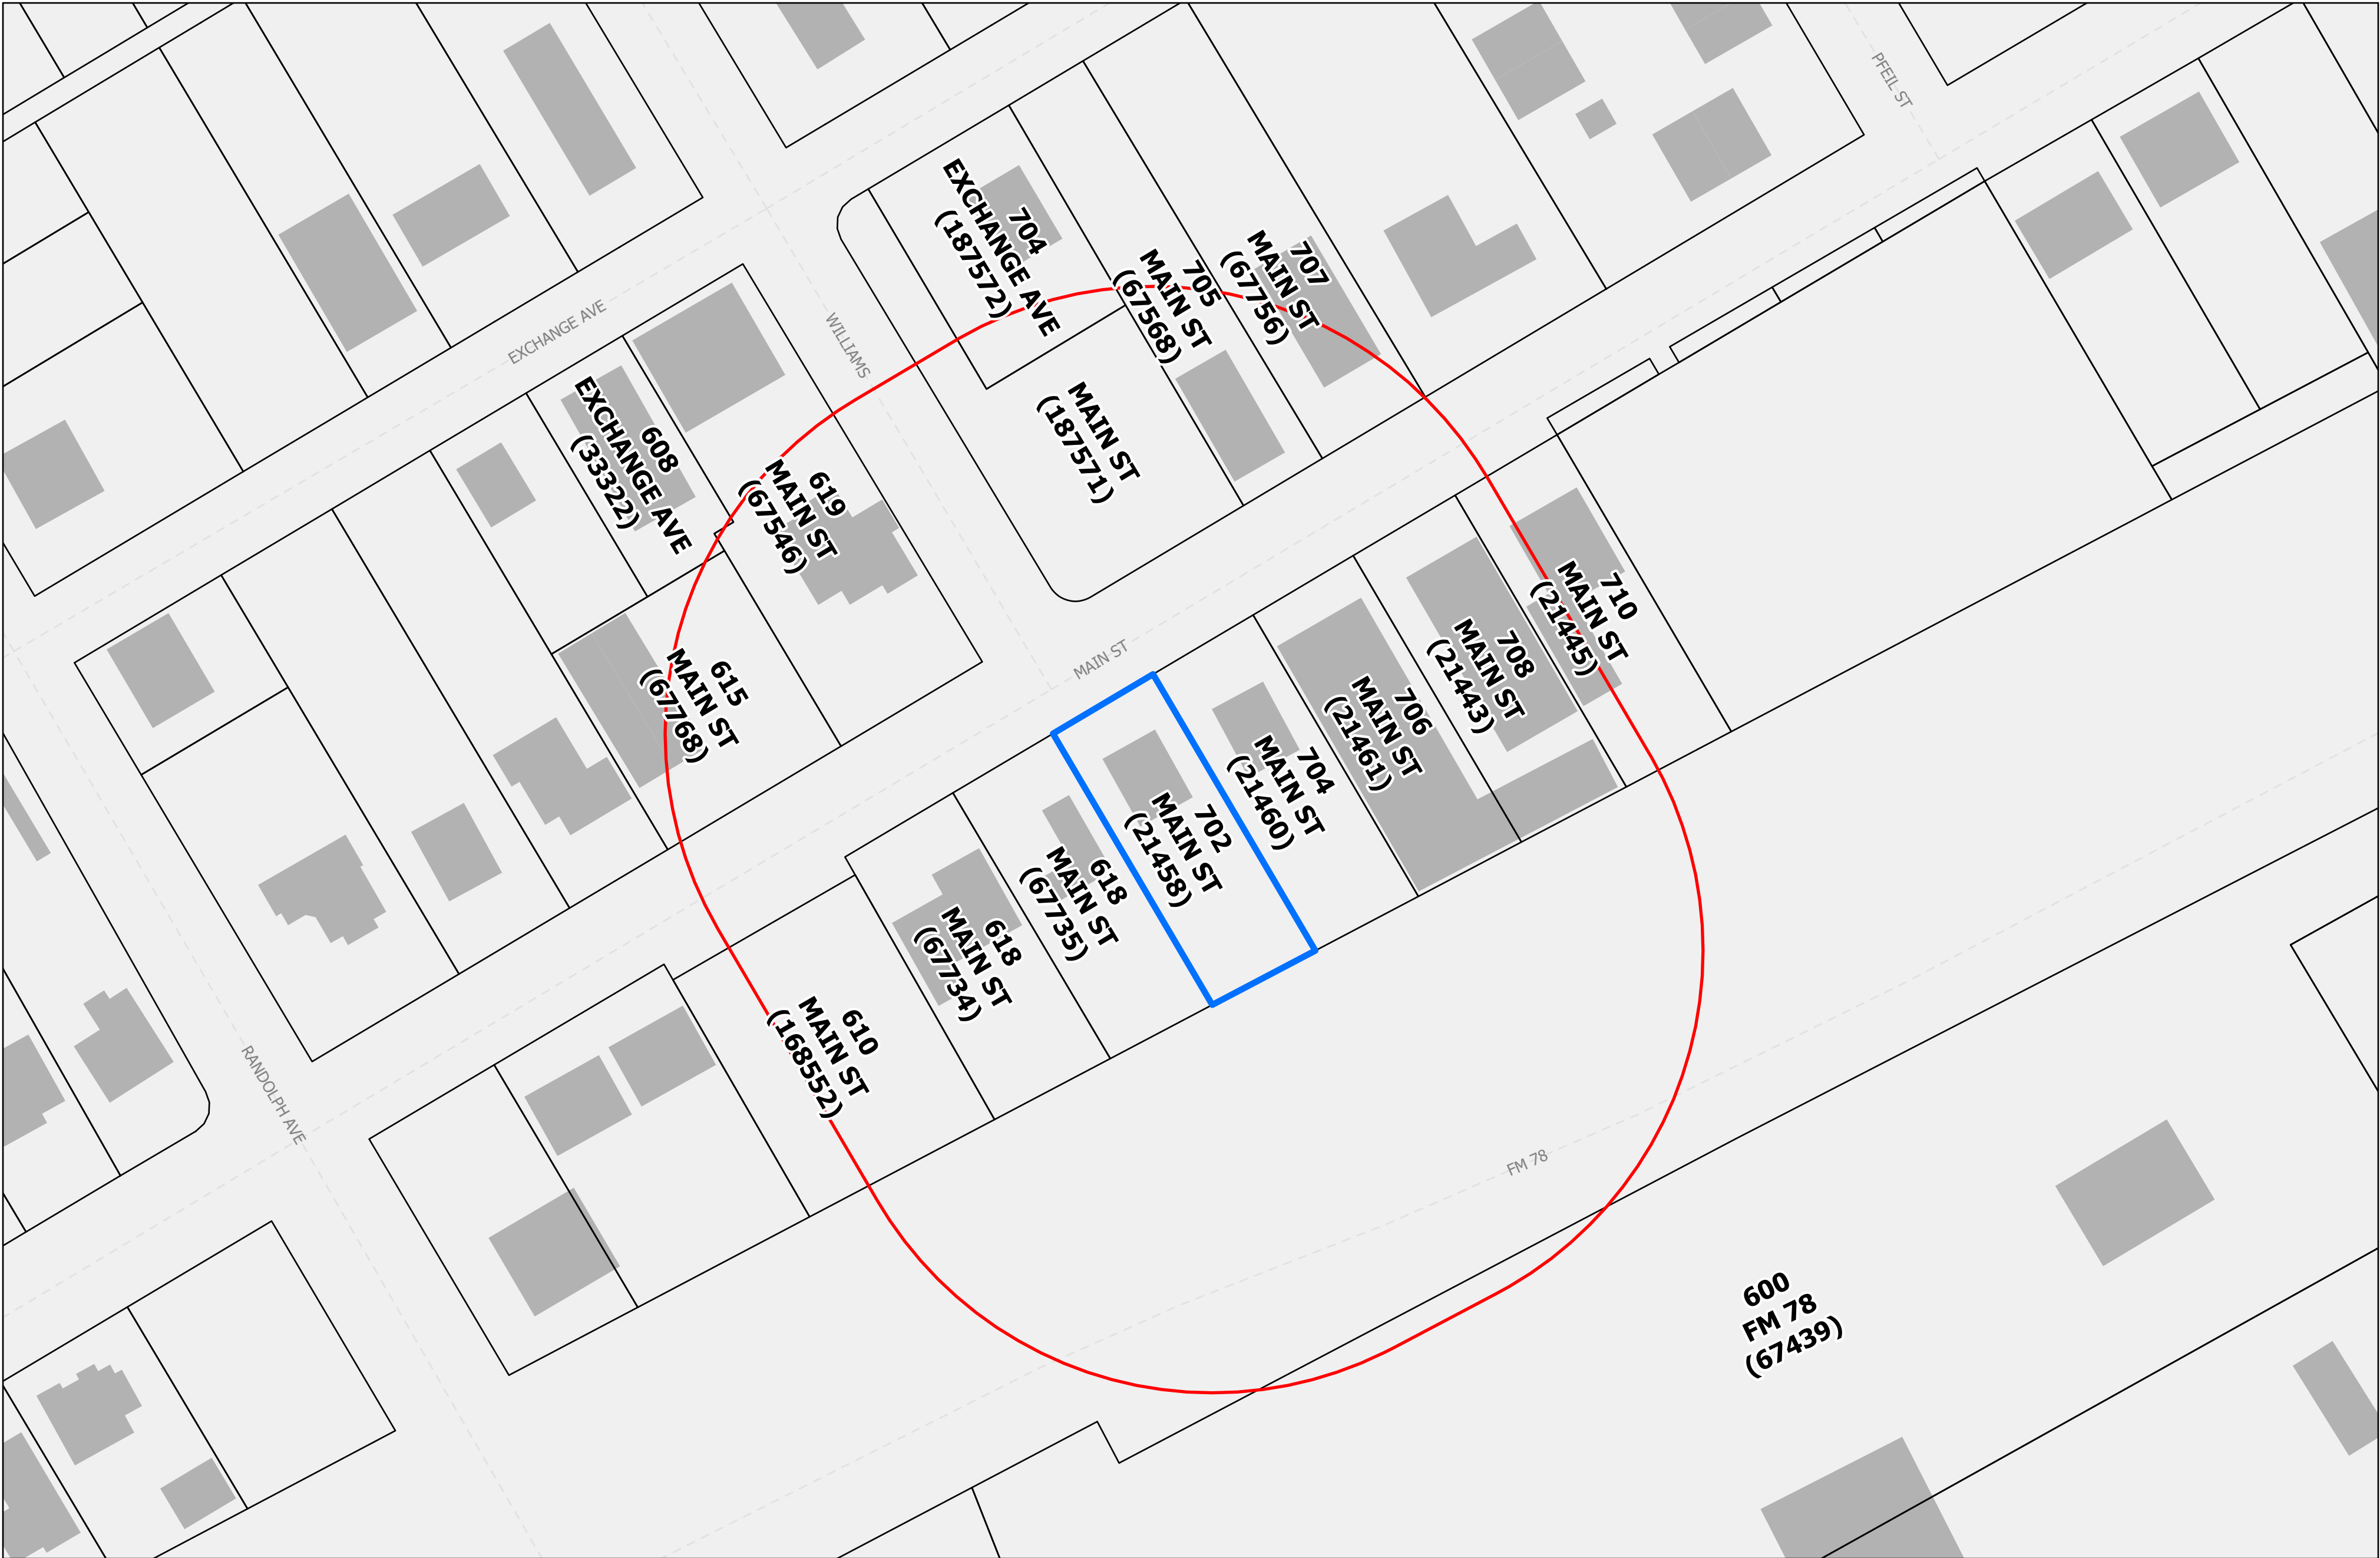 PFEIL ST
EXCHANGE AVE
WILLIAMS
704
EXCHANGE AVE
(187572)
705
MAIN ST
(67568)
707
MAIN ST
(67756)
MAIN ST
(187571)
608
EXCHANGE AVE
(33322)
619
MAIN ST
(67546)
615
MAIN ST
(67768)
MAIN ST
710
MAIN ST
(21445)
708
MAIN ST
(21443)
706
MAIN ST
(21461)
704
MAIN ST
(21460)
702
MAIN ST
(21458)
618
MAIN ST
(67735)
618
MAIN ST
(67734)
610
MAIN ST
(168552)
RANDOLPH AVE
FM 78
600
FM 78
(67439)